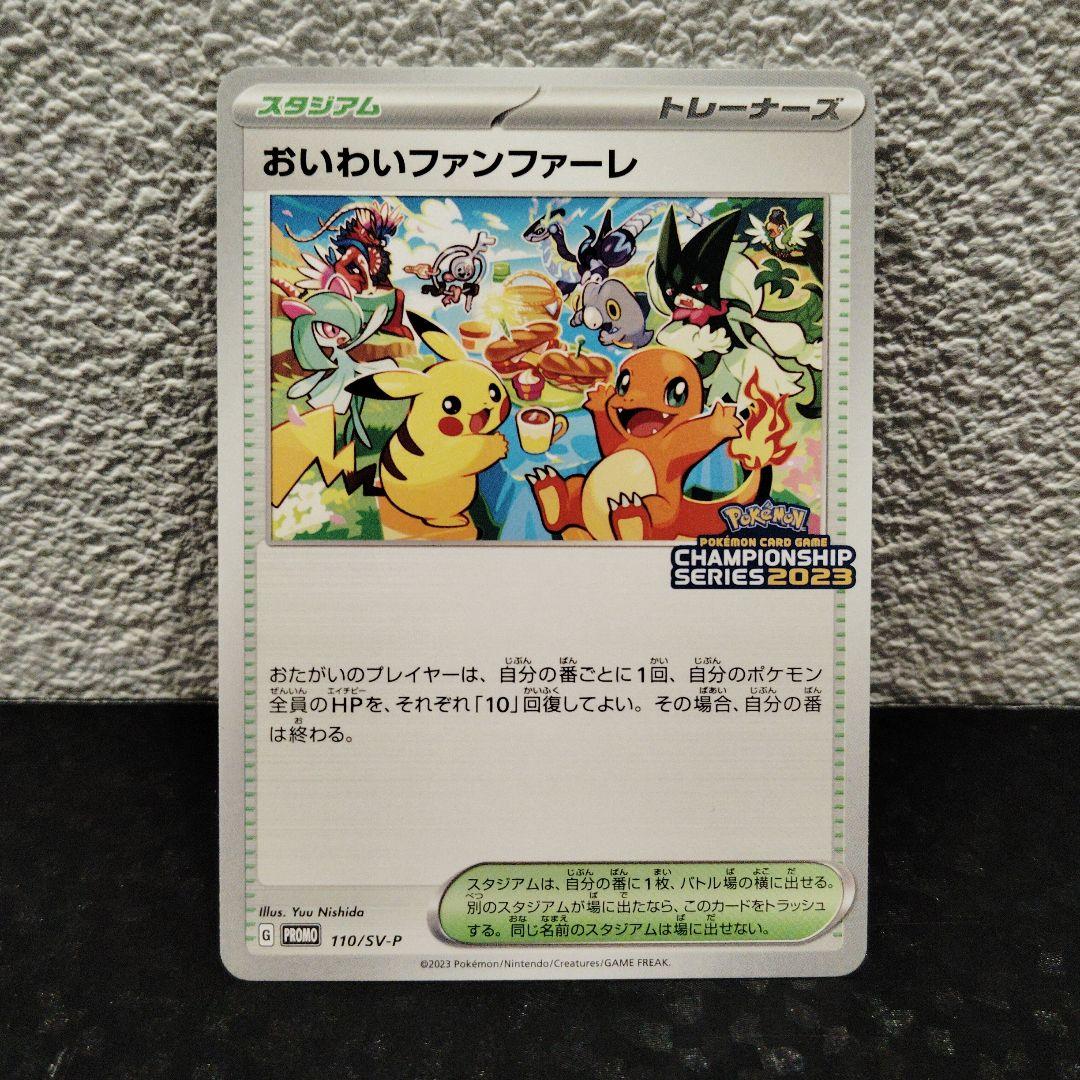 スタジアム
トレーナーズ
おいわいファンファーレ
Pokémon
POKÉMON CARD GAME
CHAMPIONSHIP
SERIES 2023
おたがいのプレイヤーは、自分の番ごとに1回、自分のポケモン
全員のHPを、それぞれ「10」回復してよい。その場合、自分の番
は終わる。
スタジアムは、自分の番に1枚、バトル場の横に出せる。
別のスタジアムが場に出たなら、このカードをトラッシュ
する。同じ名前のスタジアムは場に出せない。
Illus. Yuu Nishida
G PROMO 110/SV-P
©2023 Pokémon/Nintendo/Creatures/GAME FREAK.